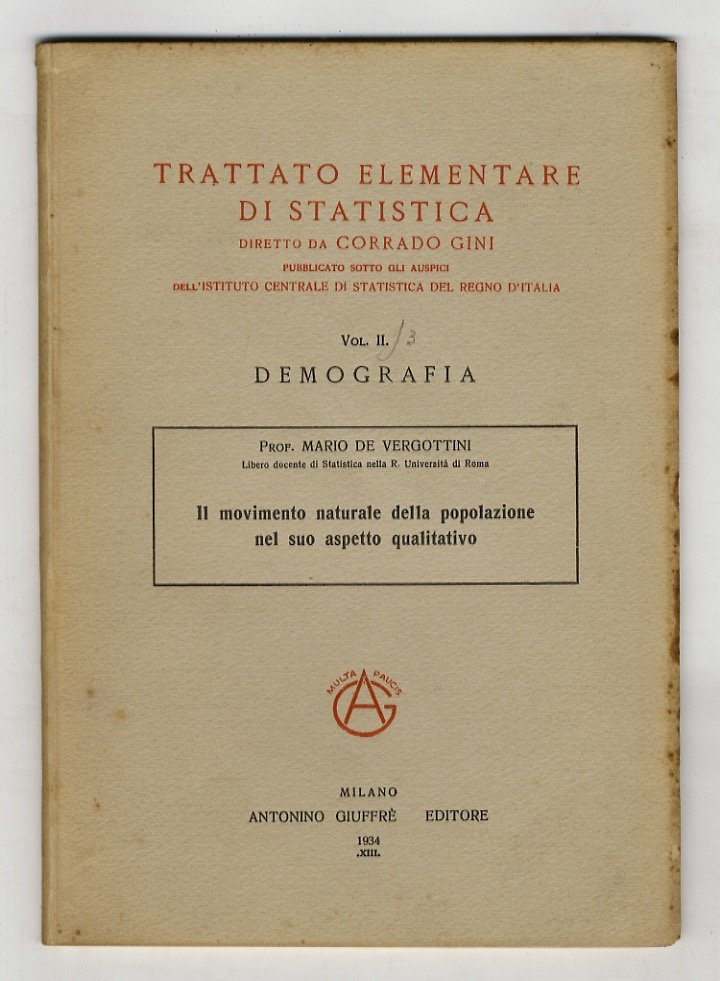 TRATTATO ELEMENTARE
DI STATISTICA
DIRETTO DA CORRADO GINI
PUBBLICATO SOTTO GLI AUSPICI
DELL'ISTITUTO CENTRALE DI STATISTICA DEL REGNO D'ITALIA
VOL. II. /3
DEMOGRAFIA
PROF. MARIO DE VERGOTTINI
Libero docente di Statistica nella R. Università di Roma
Il movimento naturale della popolazione
nel suo aspetto qualitativo
MULTA PAUCIS
AG
MILANO
ANTONINO GIUFFRÈ EDITORE
1934
.XIII.